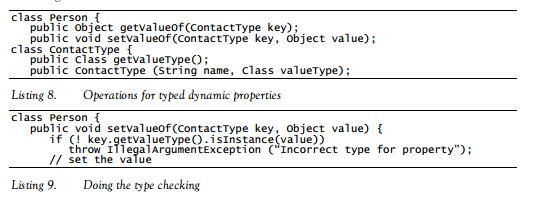 class Person {
public Object getValueOf(ContactType key);
public void setValueOf(ContactType key, Object value);
class ContactType {
public Class getValueType();
public ContactType (String name, Class valueType);
Listing 8. Operations for typed dynamic properties
class Person {
public void setValueOf(ContactType key, Object value) {
if (! key.getValueType().isInstance(value))
throw IllegalArgumentException ("Incorrect type for property");
// set the value
Listing 9. Doing the type checking